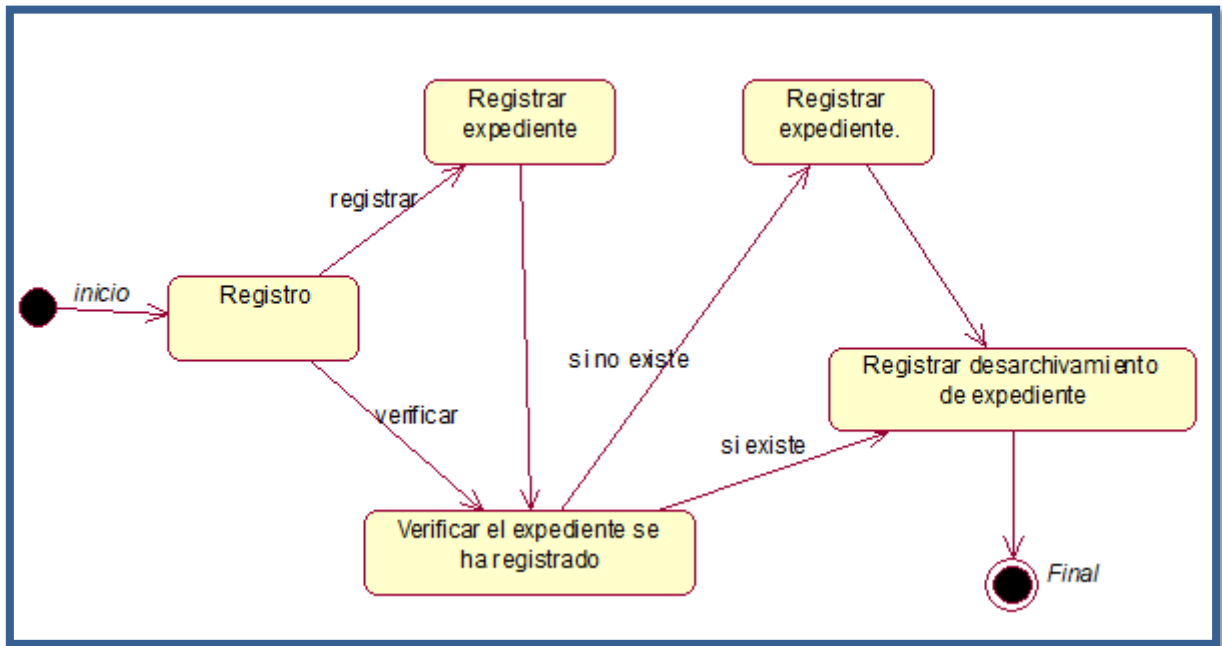 Registrar
expediente
Registrar
expediente.
registrar
inicio
Registro
si no existe
Registrar desarchivamiento
de expediente
verificar
si existe
Verificar el expediente se
ha registrado
Final